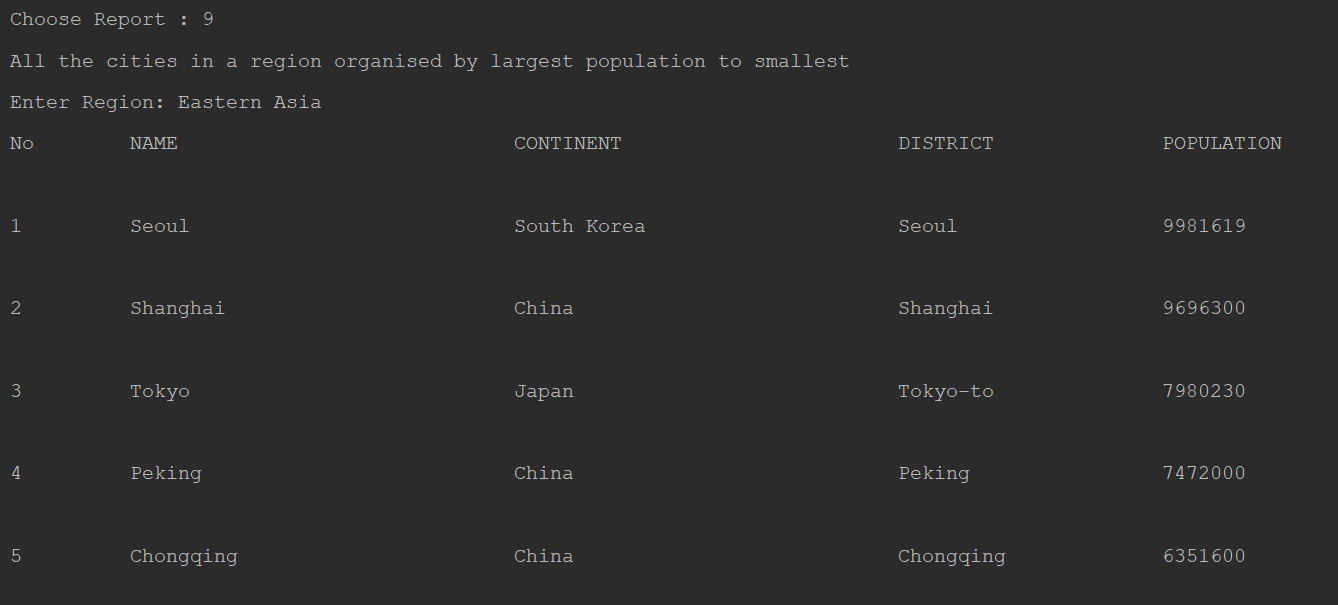 Choose Report : 9
All the cities in a region organised by largest population to smallest
Enter Region: Eastern Asia
No NAME CONTINENT DISTRICT POPULATION
1 Seoul South Korea Seoul 9981619
2 Shanghai China Shanghai 9696300
3 Tokyo Japan Tokyo-to 7980230
4 Peking China Peking 7472000
5 Chongqing China Chongqing 6351600